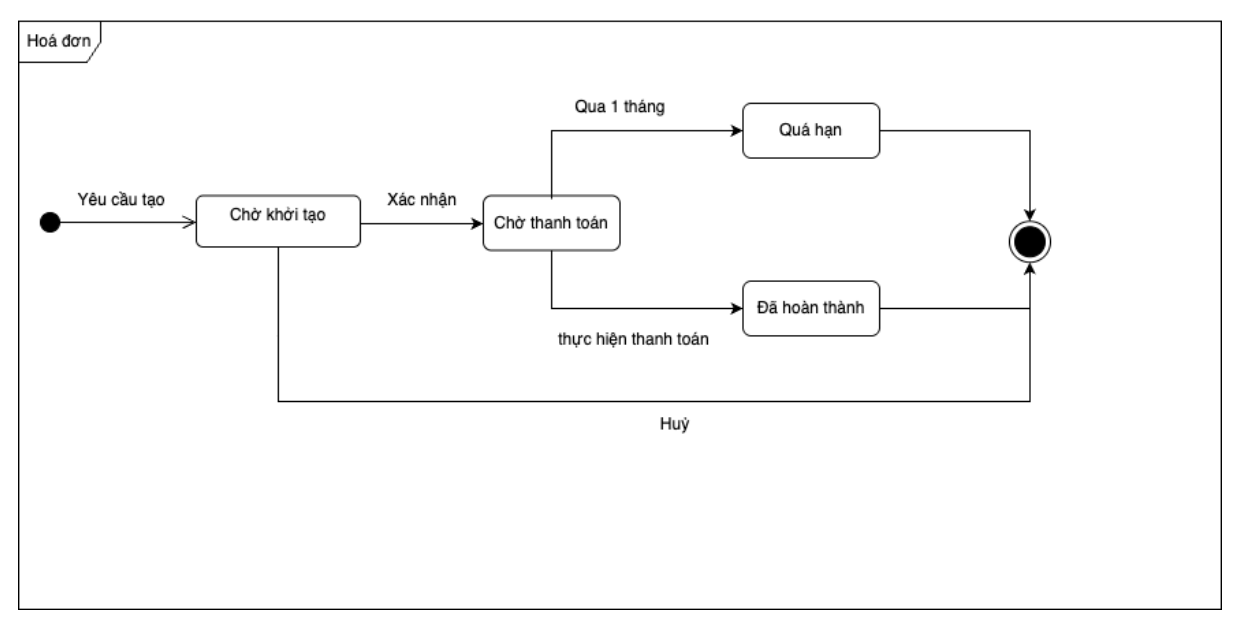 Hoá đơn
Qua 1 tháng
Quá hạn
Yêu cầu tạo
Chờ khởi tạo
Xác nhận
Chờ thanh toán
Đã hoàn thành
thực hiện thanh toán
Huỷ